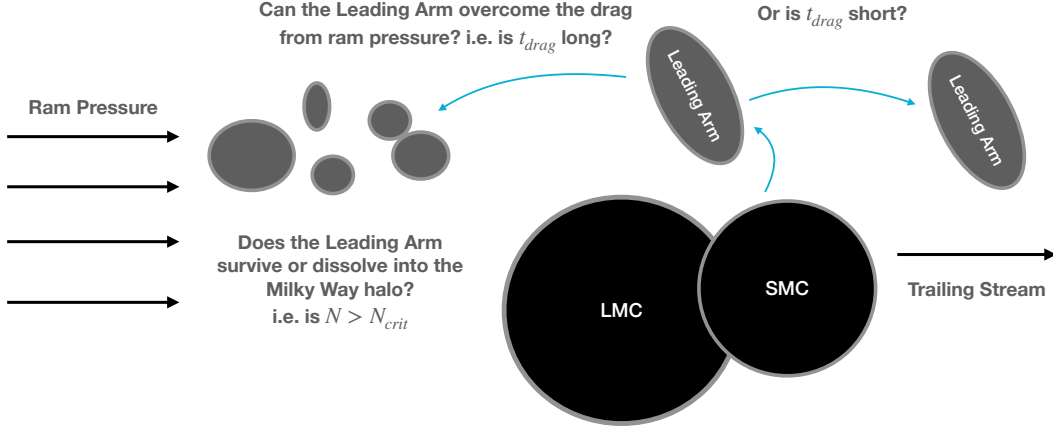 Can the Leading Arm overcome the drag
from ram pressure? i.e. is t_drag long?
Or is t_drag short?
Ram Pressure
Leading Arm
Leading Arm
Does the Leading Arm
survive or dissolve into the
Milky Way halo?
i.e. is N > N_crit
LMC
SMC
Trailing Stream